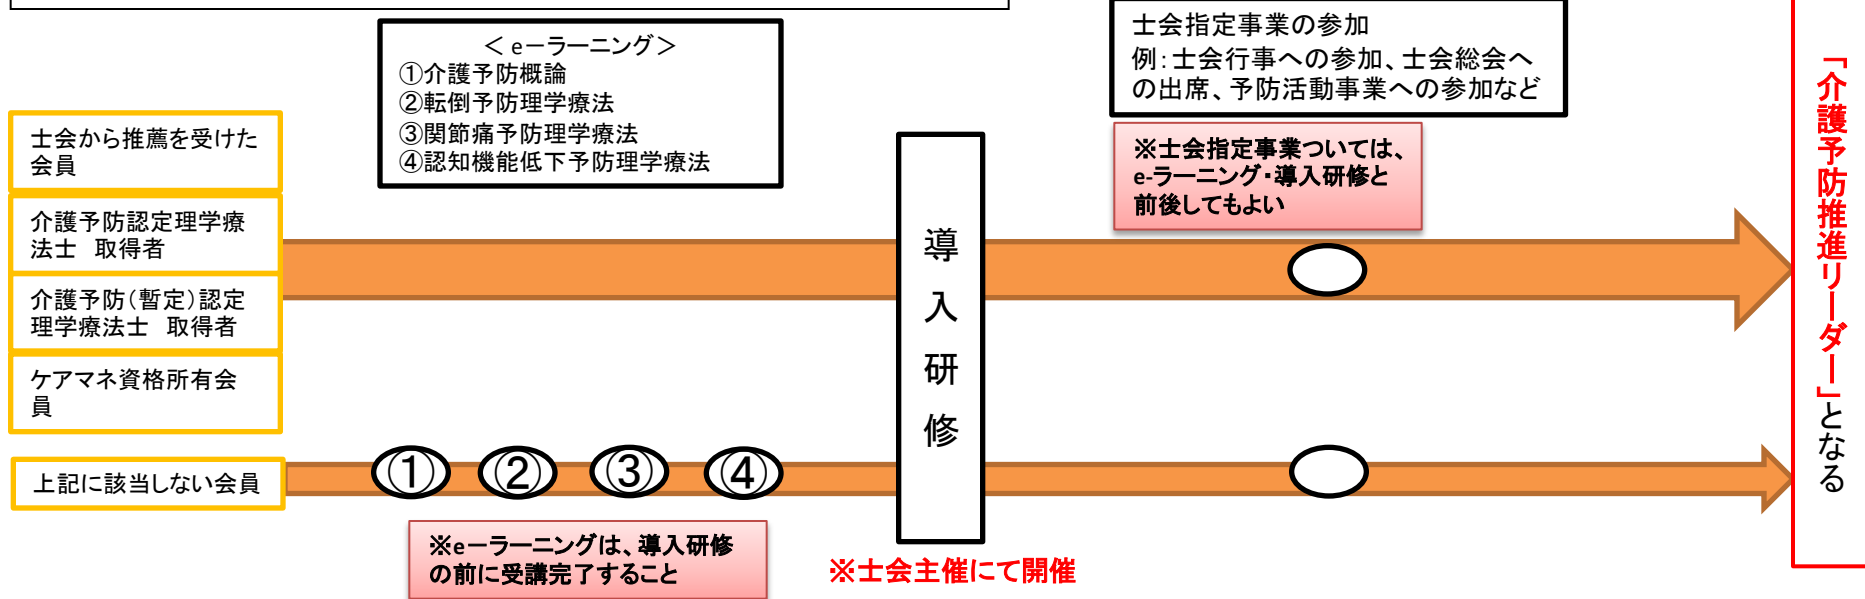 ＜e－ラーニング＞
①介護予防概論
②転倒予防理学療法
③関節痛予防理学療法
④認知機能低下予防理学療法
士会指定事業の参加
例：士会行事への参加、士会総会へ
の出席、予防活動事業への参加など
※士会指定事業ついては、
e-ラーニング・導入研修と
前後してもよい
士会から推薦を受けた
会員
介護予防認定理学療
法士　取得者
介護予防（暫定）認定
理学療法士　取得者
ケアマネ資格所有会
員
上記に該当しない会員
①
②
③
④
※e－ラーニングは、導入研修
の前に受講完了すること
導入研修
※士会主催にて開催
「介護予防推進リーダー」となる